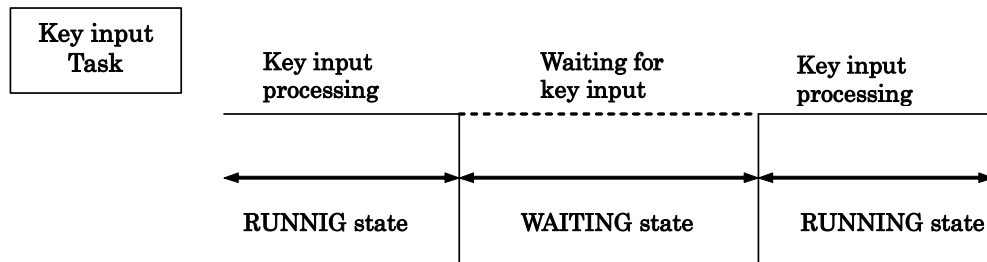 Key input
Task
Key input
processing
Waiting for
key input
Key input
processing
RUNNIG state
WAITING state
RUNNING state